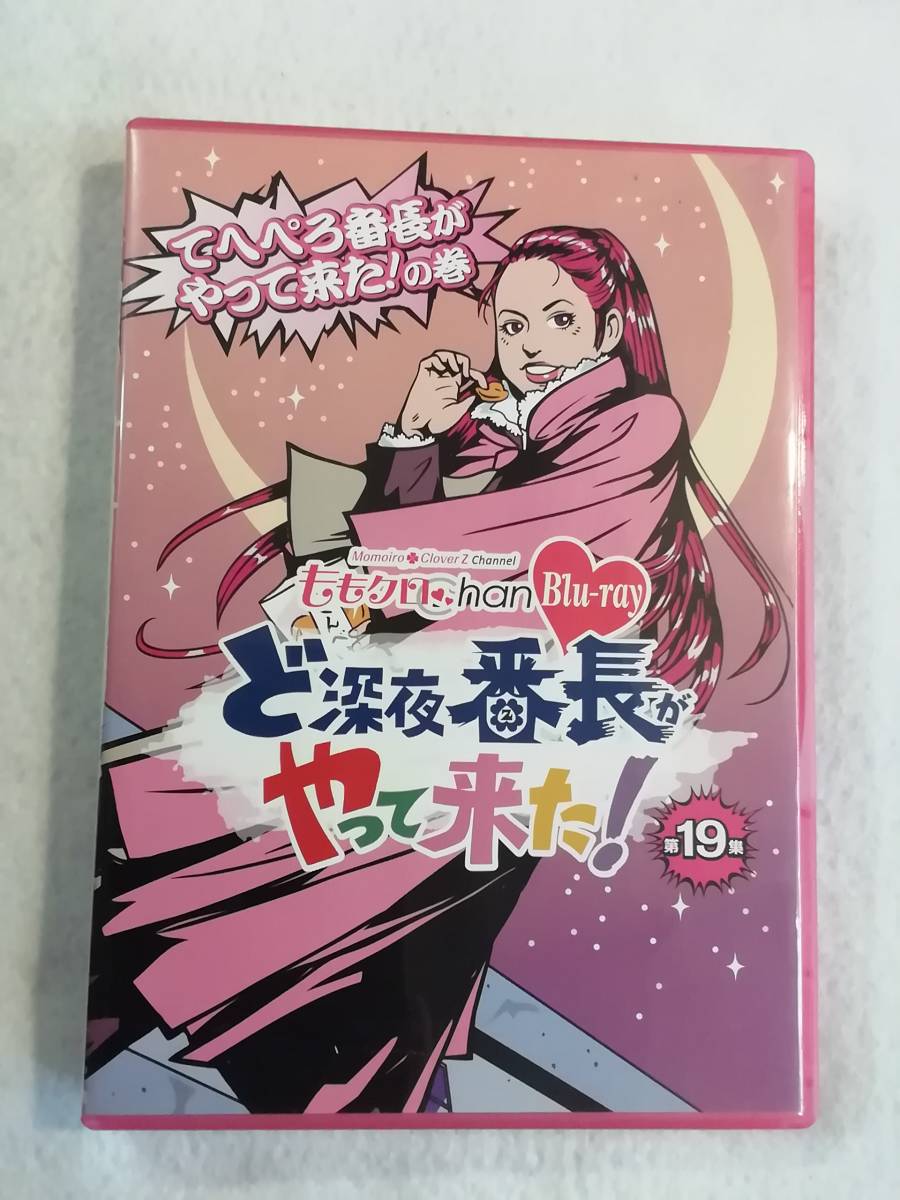 てへぺろ番長が
やって来た!の巻
Momoiro Clover Z Channel
ももクロChan Blu-ray
ど深夜番長が
やって来た!
第19集